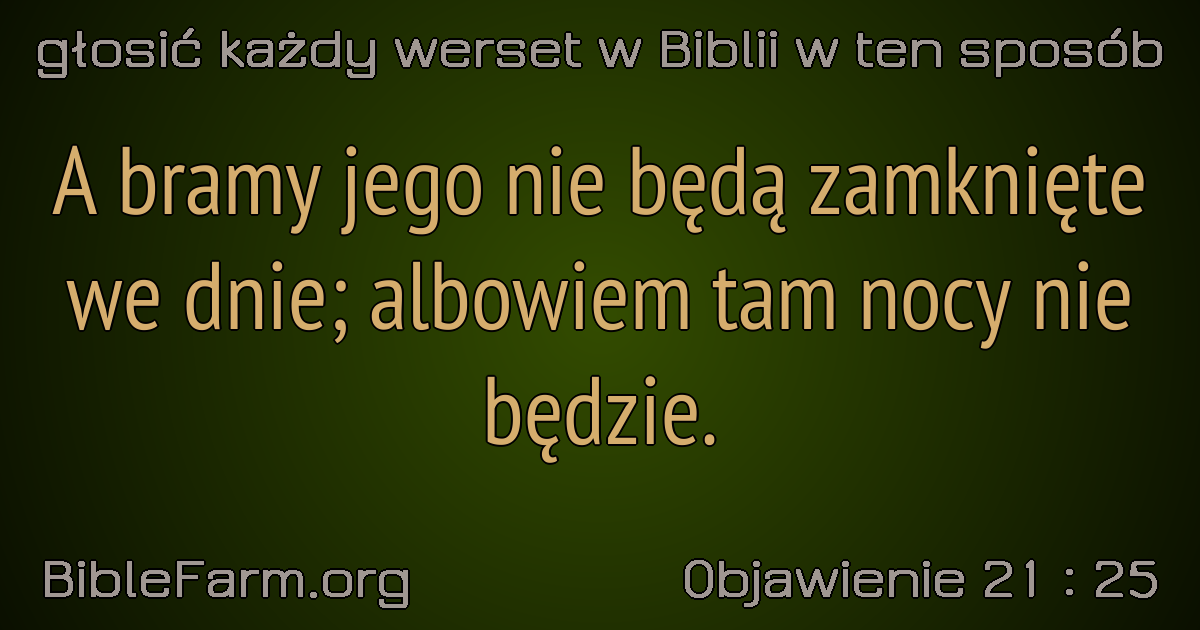 głosić każdy werset w Biblii w ten sposób
A bramy jego nie będą zamknięte
we dnie; albowiem tam nocy nie
będzie.
BibleFarm.org
Objawienie 21 : 25